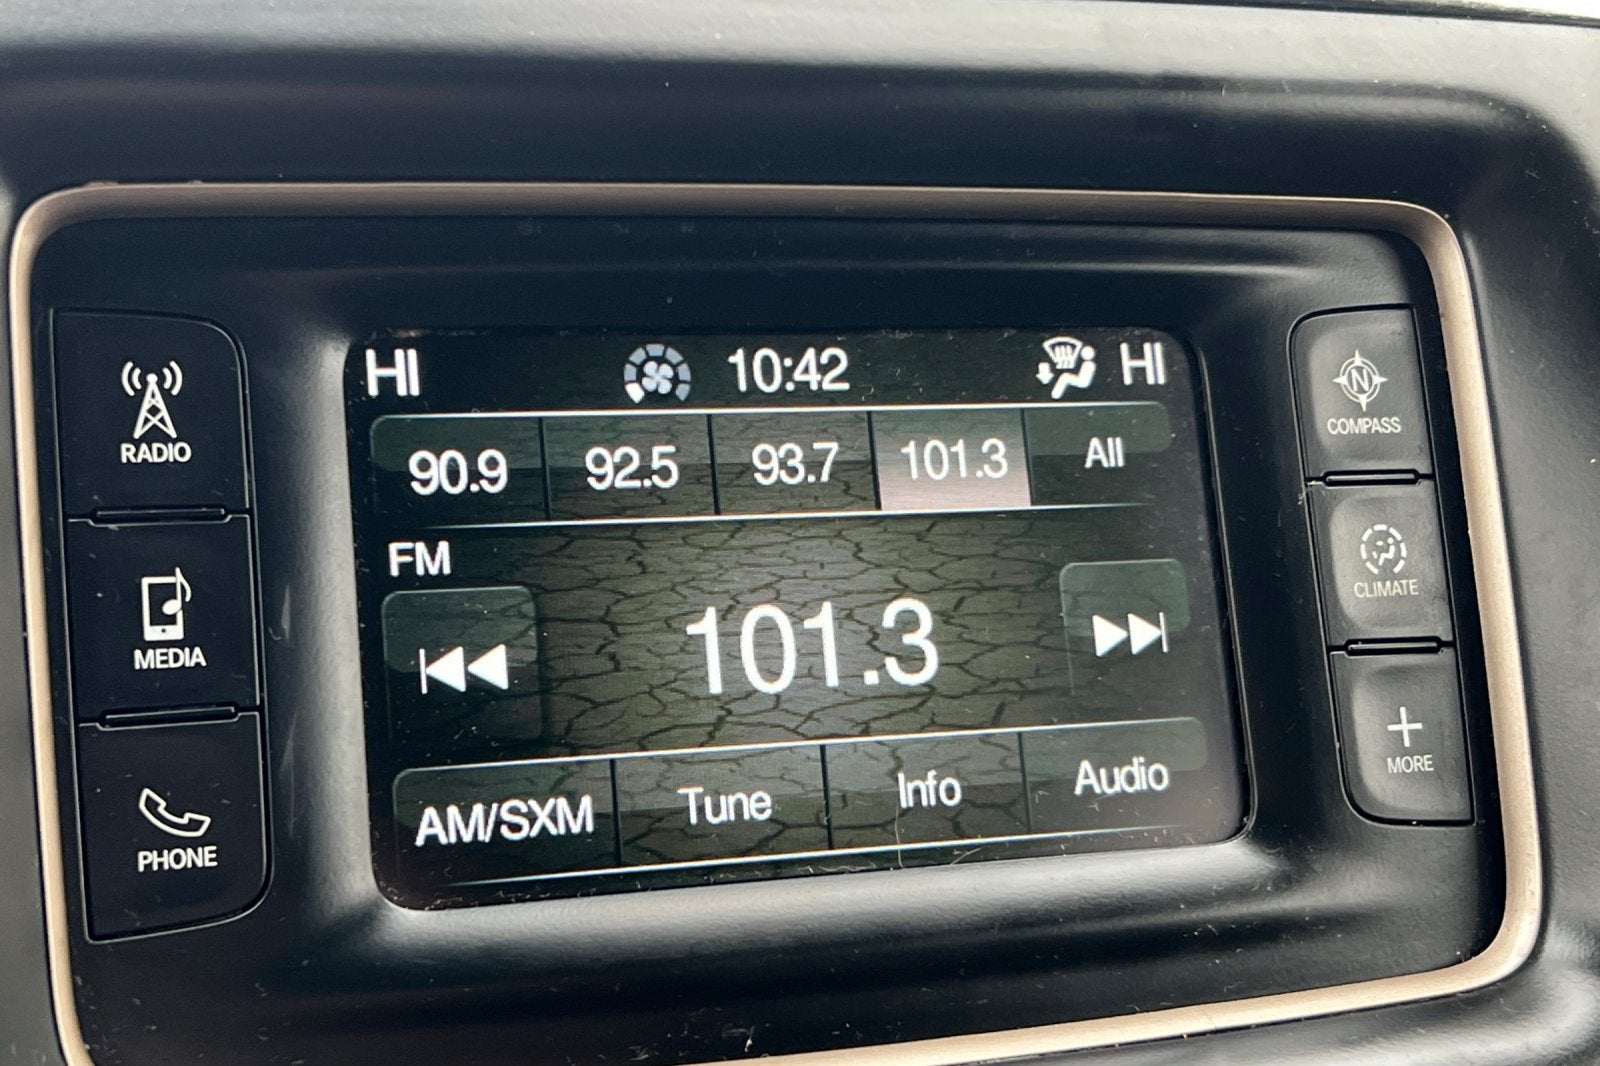 HI 10:42 HI
90.9 92.5 93.7 101.3 All
FM
101.3
AM/SXM Tune Info Audio
RADIO
MEDIA
PHONE
N
COMPASS
CLIMATE
MORE